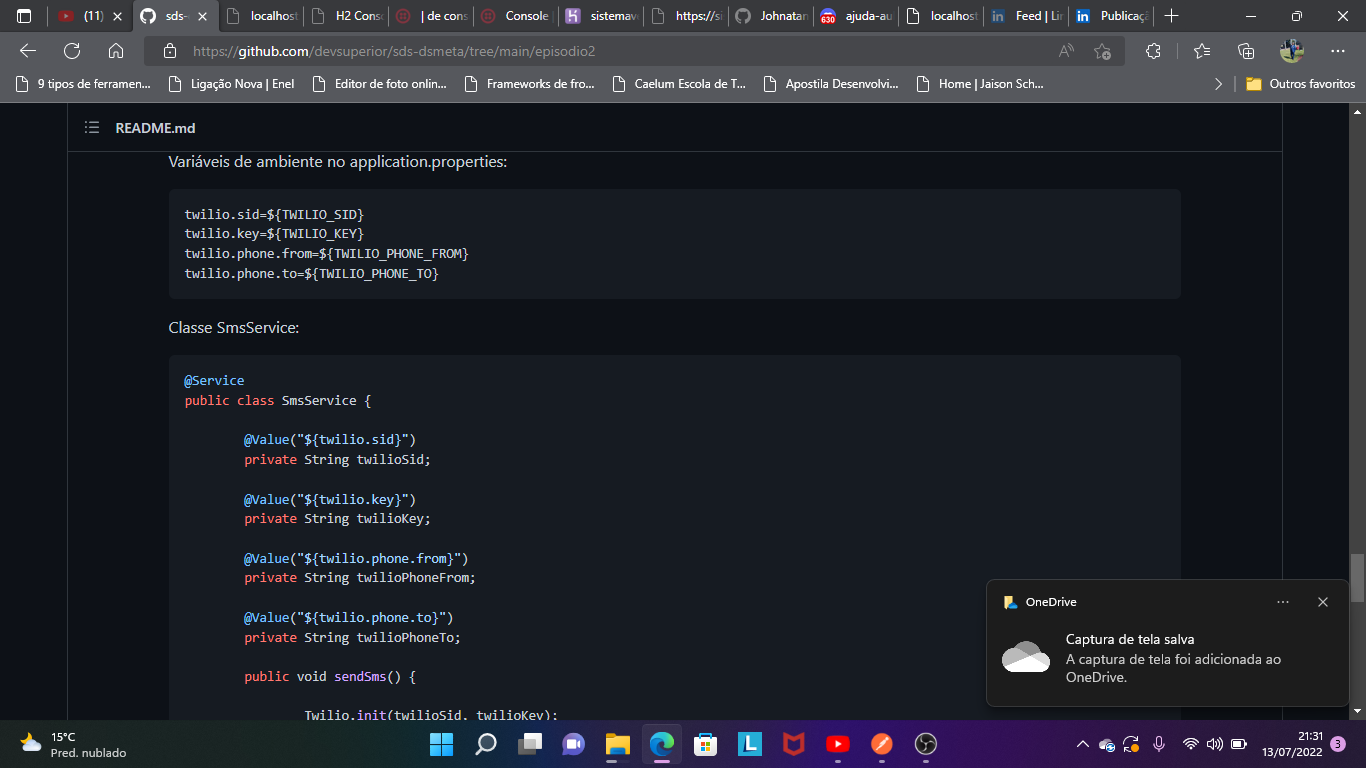 (11)
sds-
localhost
H2 Conso
| de cons
Console
sistemav
https://si
Johnatan
ajuda-au
localhost
Feed | Lin
Publicaçã
https://github.com/devsuperior/sds-dsmeta/tree/main/episodio2
9 tipos de ferramen...
Ligação Nova | Enel
Editor de foto onlin...
Frameworks de fro...
Caelum Escola de T...
Apostila Desenvolvi...
Home | Jaison Sch...
Outros favoritos
README.md
Variáveis de ambiente no application.properties:
twilio.sid=${TWILIO_SID}
twilio.key=${TWILIO_KEY}
twilio.phone.from=${TWILIO_PHONE_FROM}
twilio.phone.to=${TWILIO_PHONE_TO}
Classe SmsService:
@Service
public class SmsService {
@Value("${twilio.sid}")
private String twilioSid;
@Value("${twilio.key}")
private String twilioKey;
@Value("${twilio.phone.from}")
private String twilioPhoneFrom;
@Value("${twilio.phone.to}")
private String twilioPhoneTo;
public void sendSms() {
Twilio.init(twilioSid, twilioKey);
OneDrive
Captura de tela salva
A captura de tela foi adicionada ao
OneDrive.
15°C
Pred. nublado
21:31
13/07/2022
3